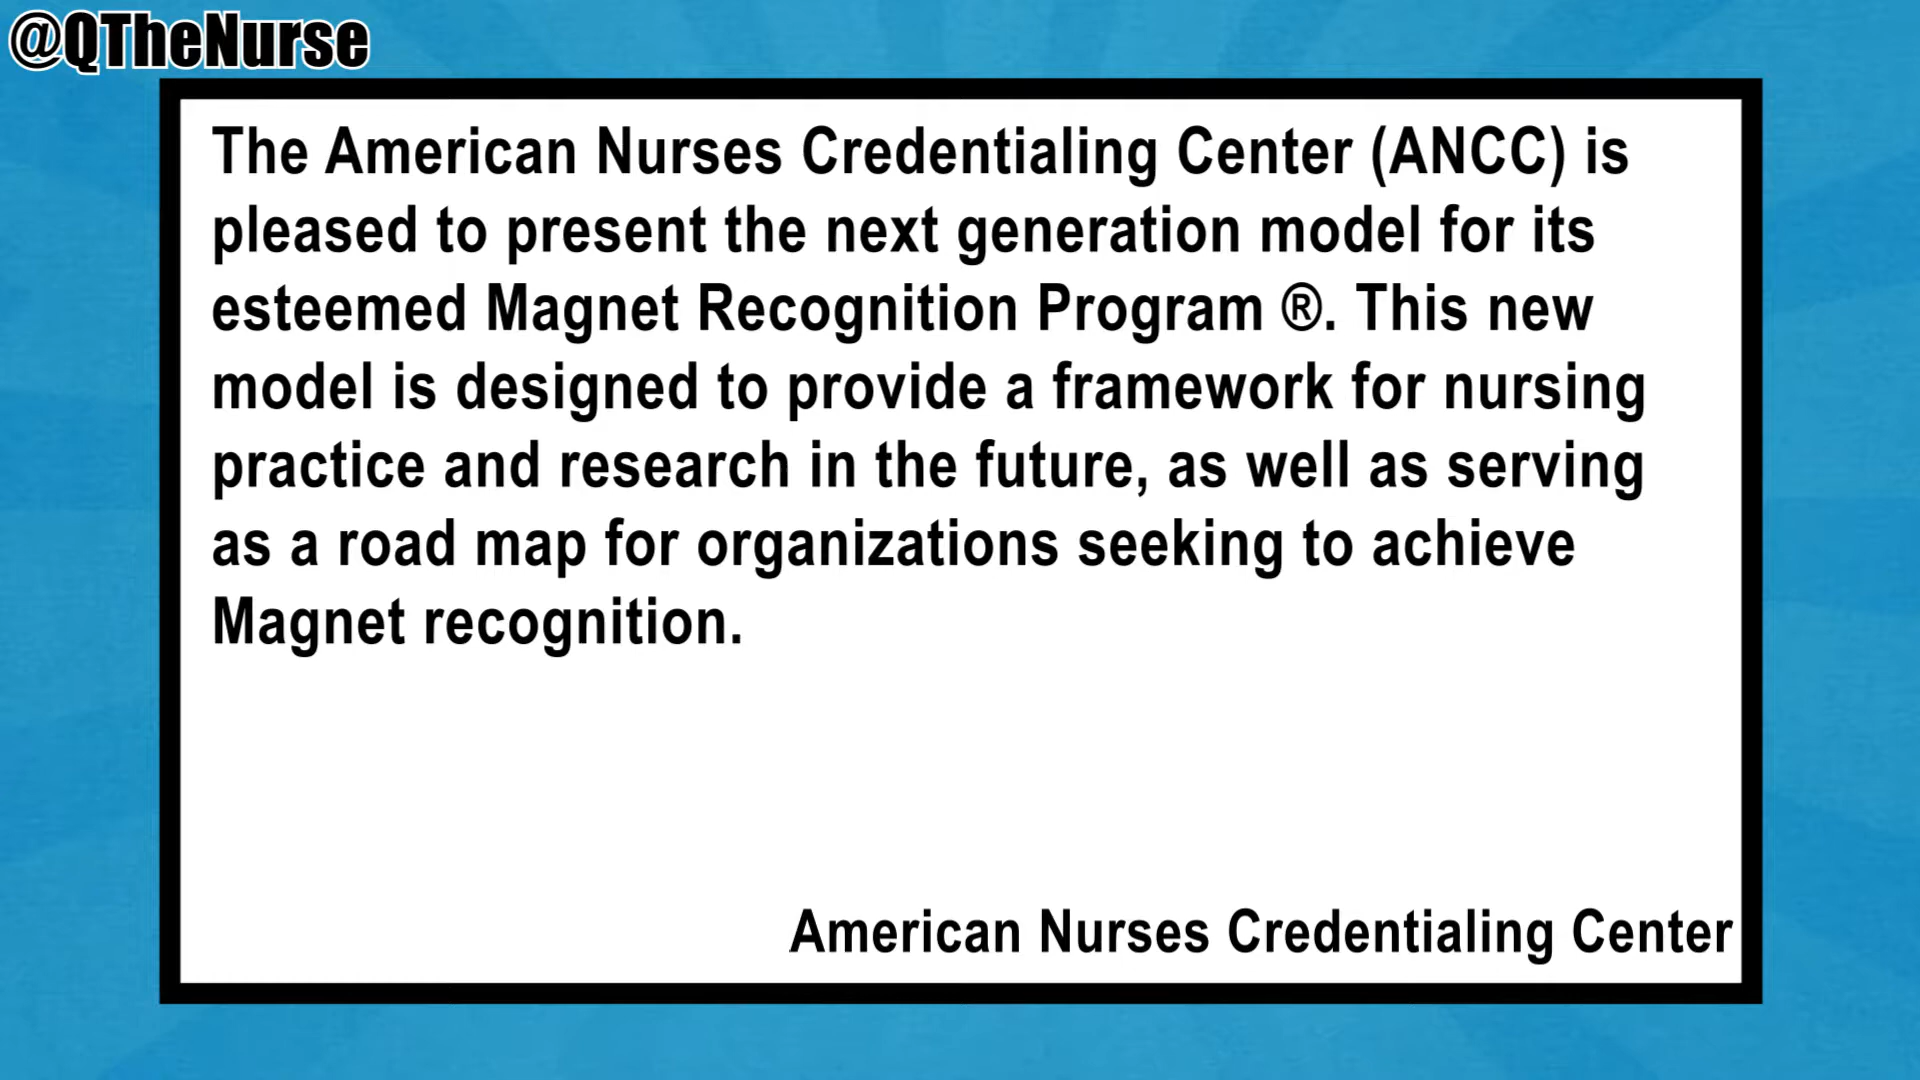 @QTheNurse
The American Nurses Credentialing Center (ANCC) is
pleased to present the next generation model for its
esteemed Magnet Recognition Program ®. This new
model is designed to provide a framework for nursing
practice and research in the future, as well as serving
as a road map for organizations seeking to achieve
Magnet recognition.
American Nurses Credentialing Center